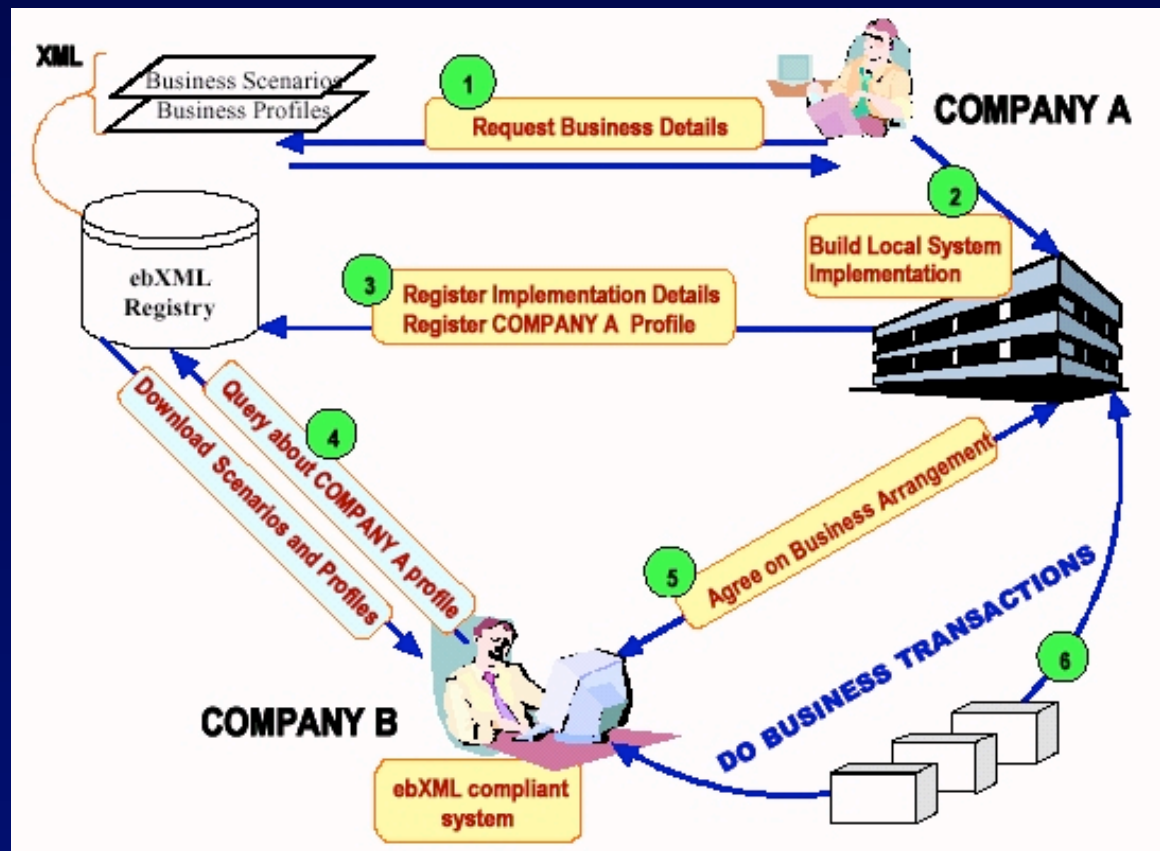 XML
Business Scenarios
Business Profiles
1
Request Business Details
COMPANY A
2
Build Local System
Implementation
ebXML
Registry
3
Register Implementation Details
Register COMPANY A Profile
4
Query about COMPANY A profile
Download Scenarios and Profiles
5
Agree on Business Arrangement
DO BUSINESS TRANSACTIONS
6
COMPANY B
ebXML compliant
system